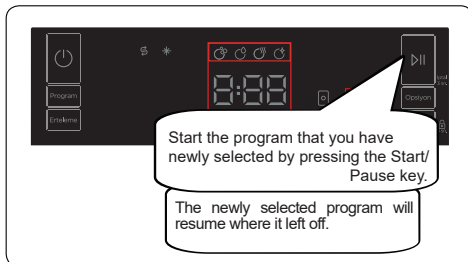 Program
Erteleme
8:88
Opsiyon
Start the program that you have
newly selected by pressing the Start/
Pause key.
The newly selected program will
resume where it left off.